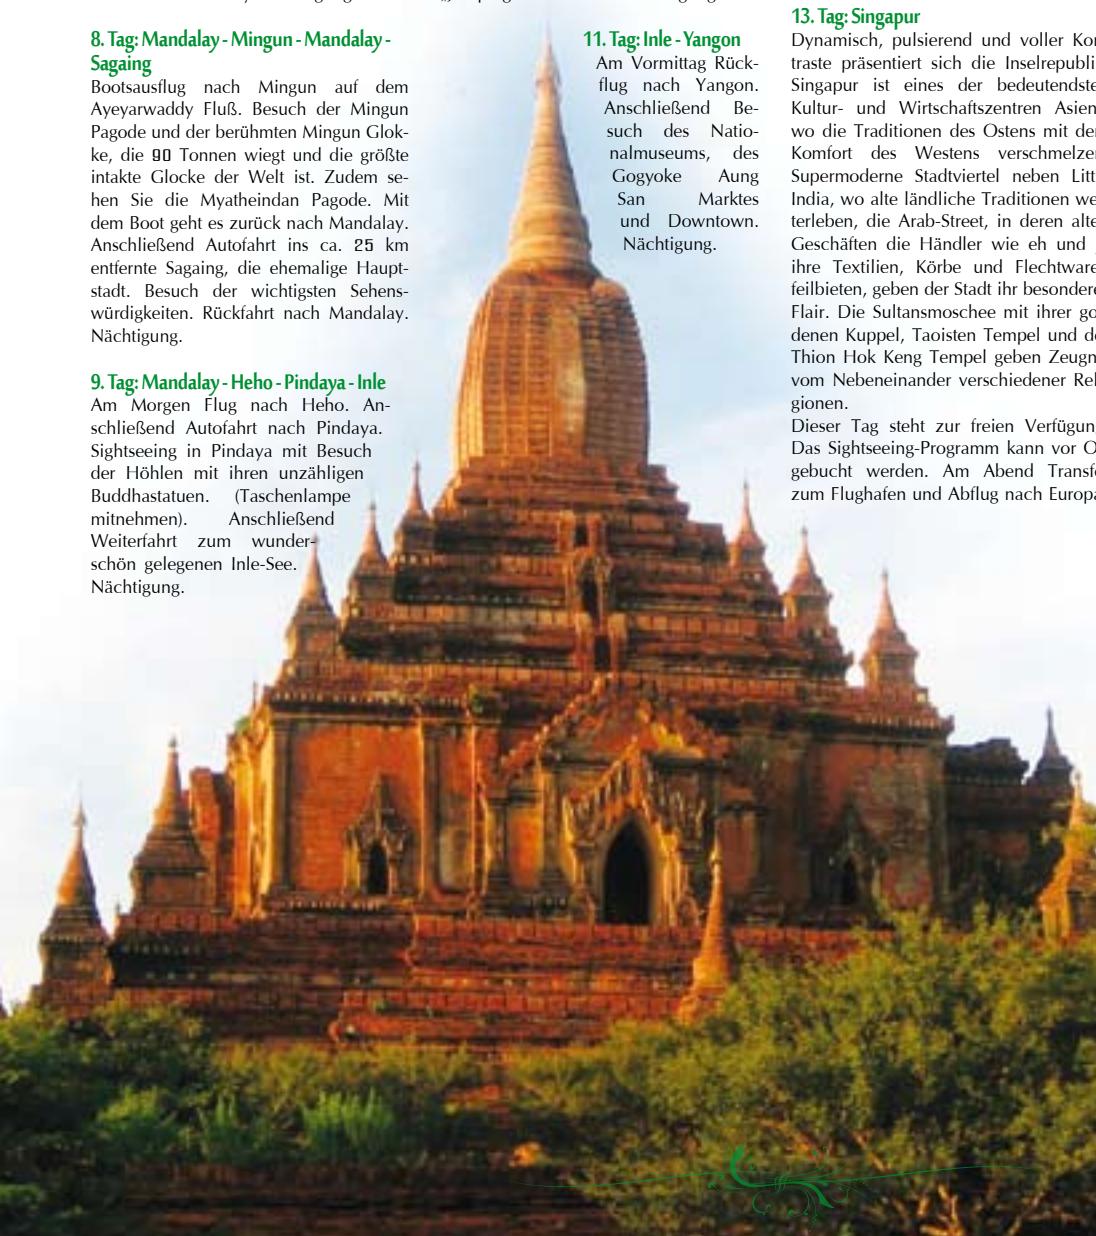 8. Tag: Mandalay - Mingun - Mandalay -
Sagaing
Bootsausflug nach Mingun auf dem
Ayeyarwaddy Fluß. Besuch der Mingun
Pagode und der berühmten Mingun Glok-
ke, die 90 Tonnen wiegt und die größte
intakte Glocke der Welt ist. Zudem se-
hen Sie die Myatheindan Pagode. Mit
dem Boot geht es zurück nach Mandalay.
Anschließend Autofahrt ins ca. 25 km
entfernte Sagaing, die ehemalige Haupt-
stadt. Besuch der wichtigsten Sehens-
würdigkeiten. Rückfahrt nach Mandalay.
Nächtigung.
9. Tag: Mandalay - Heho - Pindaya - Inle
Am Morgen Flug nach Heho. An-
schließend Autofahrt nach Pindaya.
Sightseeing in Pindaya mit Besuch
der Höhlen mit ihren unzähligen
Buddhastatuen. (Taschenlampe
mitnehmen). Anschließend
Weiterfahrt zum wunder-
schön gelegenen Inle-See.
Nächtigung.
11. Tag: Inle - Yangon
Am Vormittag Rück-
flug nach Yangon.
Anschließend Be-
such des Natio-
nalmuseums, des
Gogyoke Aung
San Marktes
und Downtown.
Nächtigung.
13. Tag: Singapur
Dynamisch, pulsierend und voller Kon
traste präsentiert sich die Inselrepubli
Singapur ist eines der bedeutendste
Kultur- und Wirtschaftszentren Asien
wo die Traditionen des Ostens mit de
Komfort des Westens verschmelze
Supermoderne Stadtviertel neben Litt
India, wo alte ländliche Traditionen we
terleben, die Arab-Street, in deren alte
Geschäften die Händler wie eh und
ihre Textilien, Körbe und Flechtware
feilbieten, geben der Stadt ihr besondere
Flair. Die Sultansmoschee mit ihrer go
denen Kuppel, Taoisten Tempel und de
Thion Hok Keng Tempel geben Zeugn
vom Nebeneinander verschiedener Rel
gionen.
Dieser Tag steht zur freien Verfügun
Das Sightseeing-Programm kann vor O
gebucht werden. Am Abend Transfe
zum Flughafen und Abflug nach Europa